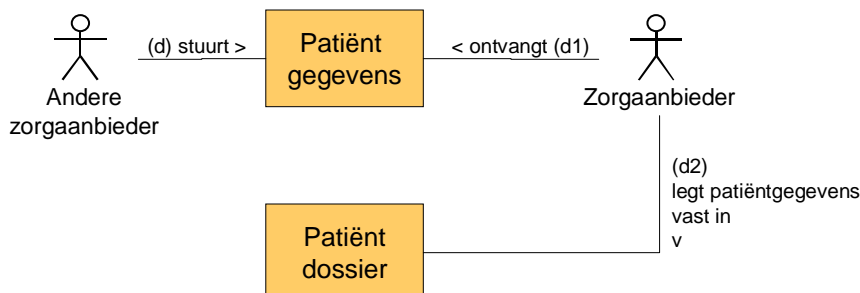 (d) stuurt >
Patiënt
gegevens
< ontvangt (d1)
Andere
zorgaanbieder
Zorgaanbieder
(d2)
legt patiëntgegevens
vast in
v
Patiënt
dossier